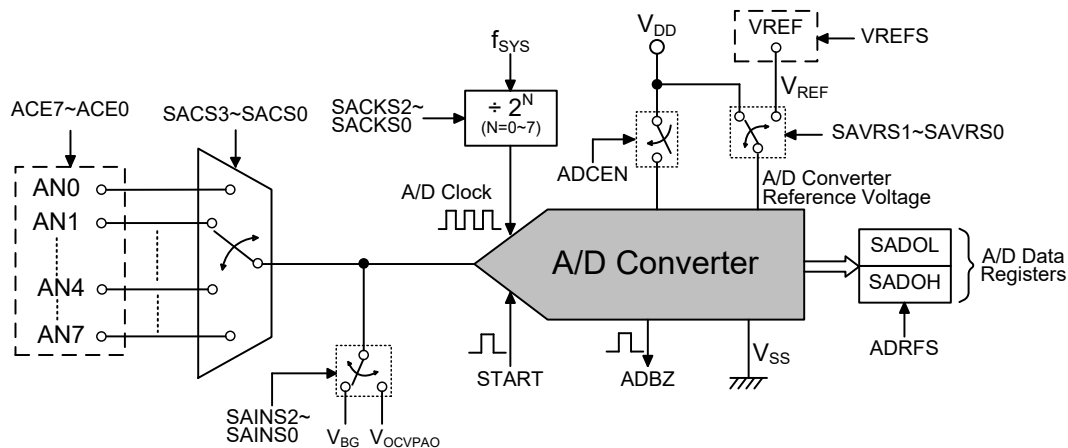 VDD
VREF
VREFS
fSYS
VREF
÷ 2N
(N=0~7)
SACKS2~
SACKS0
ACE7~ACE0
SACS3~SACS0
SAVRS1~SAVRS0
ADCEN
A/D Clock
A/D Converter
Reference Voltage
AN0
AN1
AN4
AN7
A/D Converter
SADOL
SADOH
A/D Data
Registers
START
ADBZ
VSS
ADRFS
SAINS2~
SAINS0
VBG
VOCVPAO